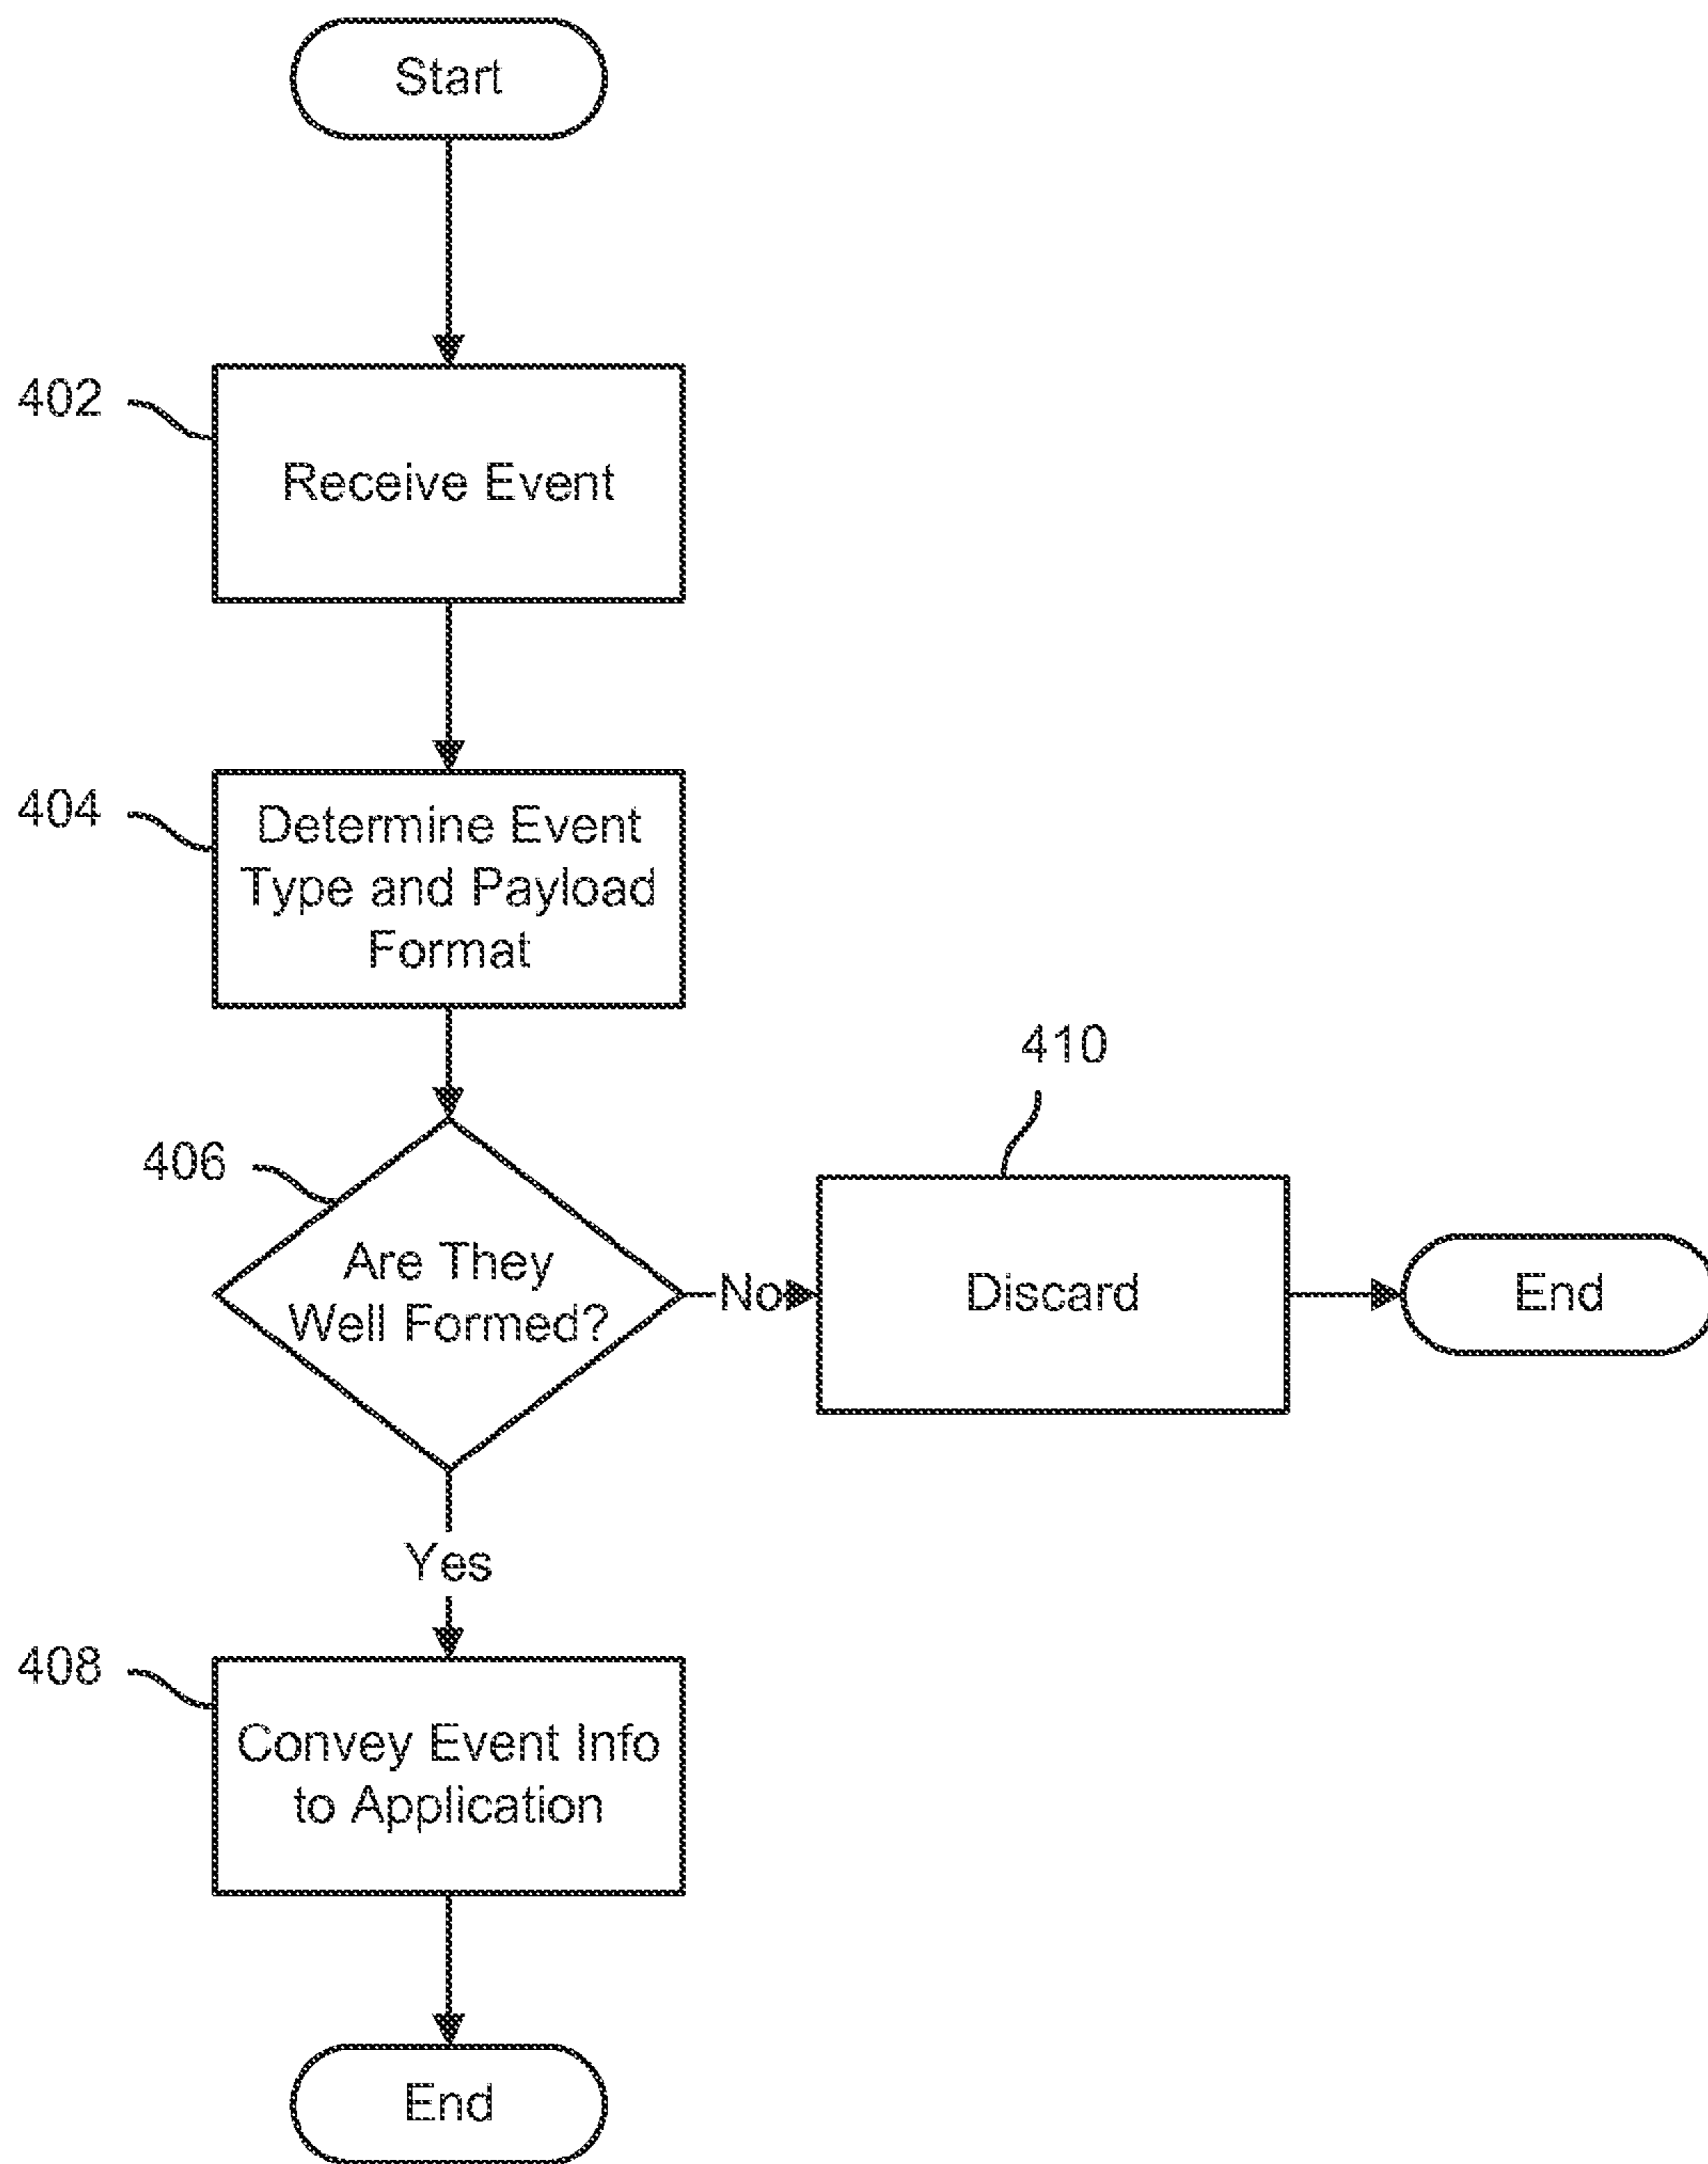 Start
402
Receive Event
404
Determine Event
Type and Payload
Format
410
406
Are They
Well Formed?
No
Discard
End
Yes
408
Convey Event Info
to Application
End